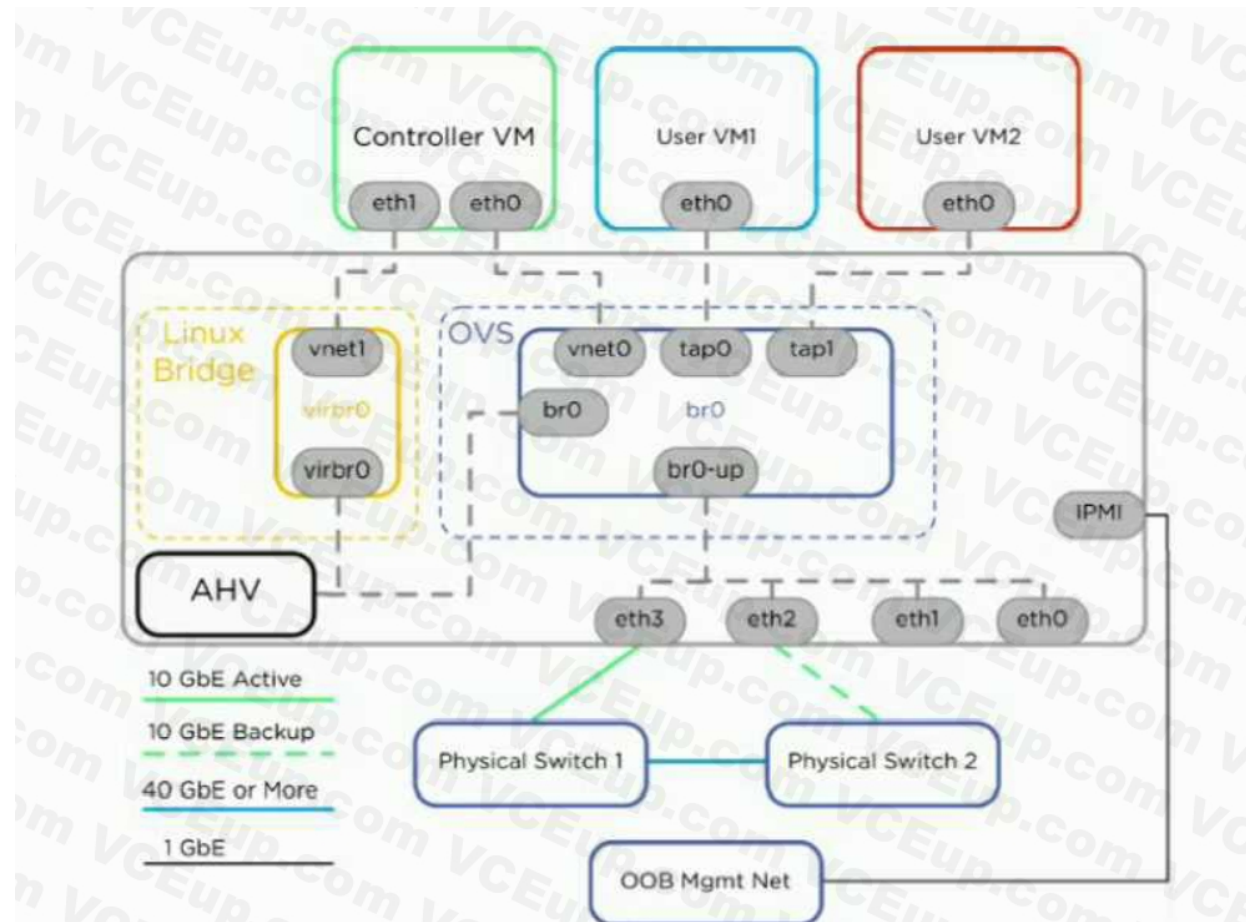 Controller VM
eth1
eth0
User VM1
eth0
User VM2
eth0
Linux
Bridge
vnet1
virbr0
virbr0
OVS
vnet0
tap0
tap1
br0
br0
br0-up
IPMI
AHV
eth3
eth2
eth1
eth0
10 GbE Active
10 GbE Backup
40 GbE or More
1 GbE
Physical Switch 1
Physical Switch 2
OOB Mgmt Net
VCEup.com